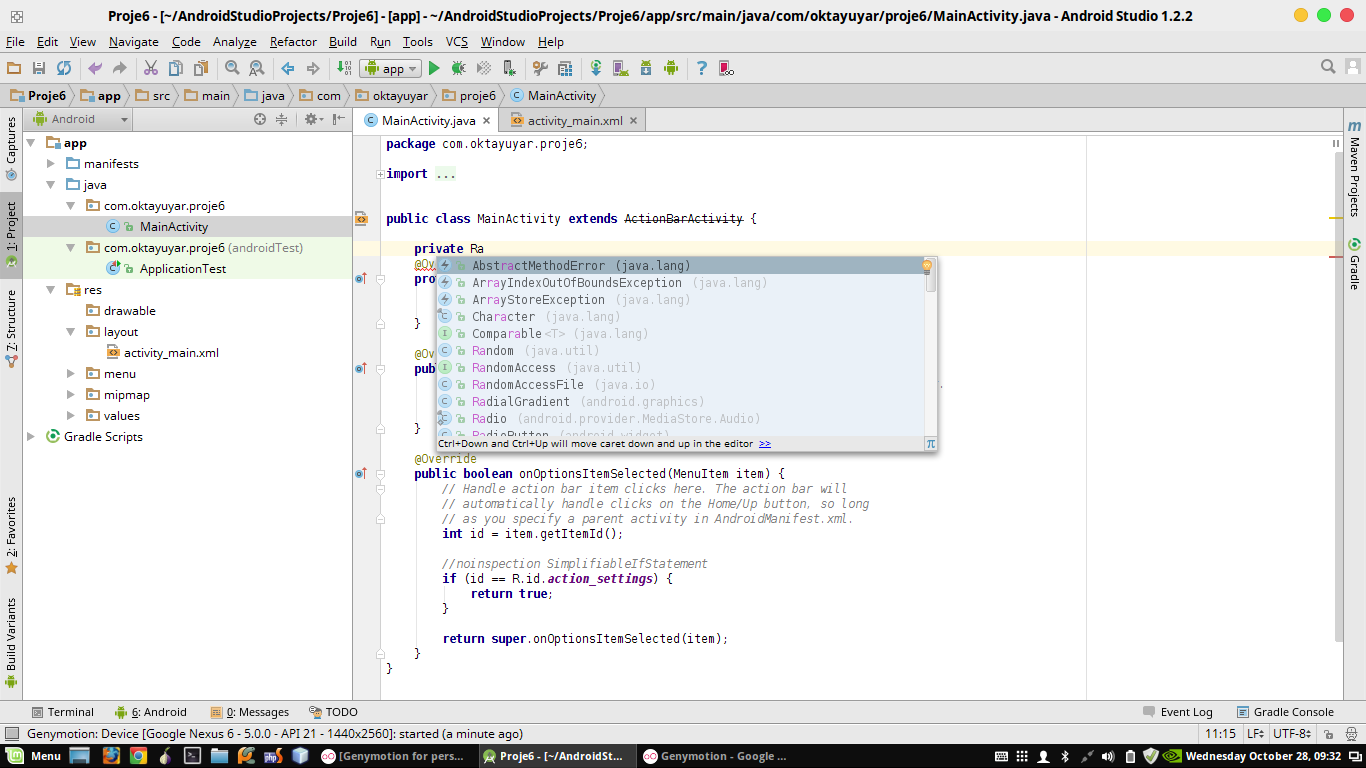 Proje6 - [~/AndroidStudioProjects/Proje6] - [app] - ~/AndroidStudioProjects/Proje6/app/src/main/java/com/oktayuyar/proje6/MainActivity.java - Android Studio 1.2.2
File Edit View Navigate Code Analyze Refactor Build Run Tools VCS Window Help
app
Proje6 app src main java com oktayuyar proje6 MainActivity
Android
MainActivity.java activity_main.xml
Captures
1: Project
7: Structure
2: Favorites
Build Variants
app
manifests
java
com.oktayuyar.proje6
MainActivity
com.oktayuyar.proje6 (androidTest)
ApplicationTest
res
drawable
layout
activity_main.xml
menu
mipmap
values
Gradle Scripts
package com.oktayuyar.proje6;
import ...
public class MainActivity extends ActionBarActivity {
private Ra
@Ov
pro
}
@Ov
publ
}
AbstractMethodError (java.lang)
ArrayIndexOutOfBoundsException (java.lang)
ArrayStoreException (java.lang)
Character (java.lang)
Comparable<T> (java.lang)
Random (java.util)
RandomAccess (java.util)
RandomAccessFile (java.io)
RadialGradient (android.graphics)
Radio (android.provider.MediaStore.Audio)
RadioButton (android.widget)
Ctrl+Down and Ctrl+Up will move caret down and up in the editor >>
π
@Override
public boolean onOptionsItemSelected(MenuItem item) {
// Handle action bar item clicks here. The action bar will
// automatically handle clicks on the Home/Up button, so long
// as you specify a parent activity in AndroidManifest.xml.
int id = item.getItemId();
//noinspection SimplifiableIfStatement
if (id == R.id.action_settings) {
return true;
}
return super.onOptionsItemSelected(item);
}
}
m
Maven Projects
Gradle
Terminal 6: Android 0: Messages TODO Event Log Gradle Console
Genymotion: Device [Google Nexus 6 - 5.0.0 - API 21 - 1440x2560]: started (a minute ago) 11:15 LF UTF-8
Menu [Genymotion for pers... Proje6 - [~/AndroidSt... Genymotion - Google ... Wednesday October 28, 09:32